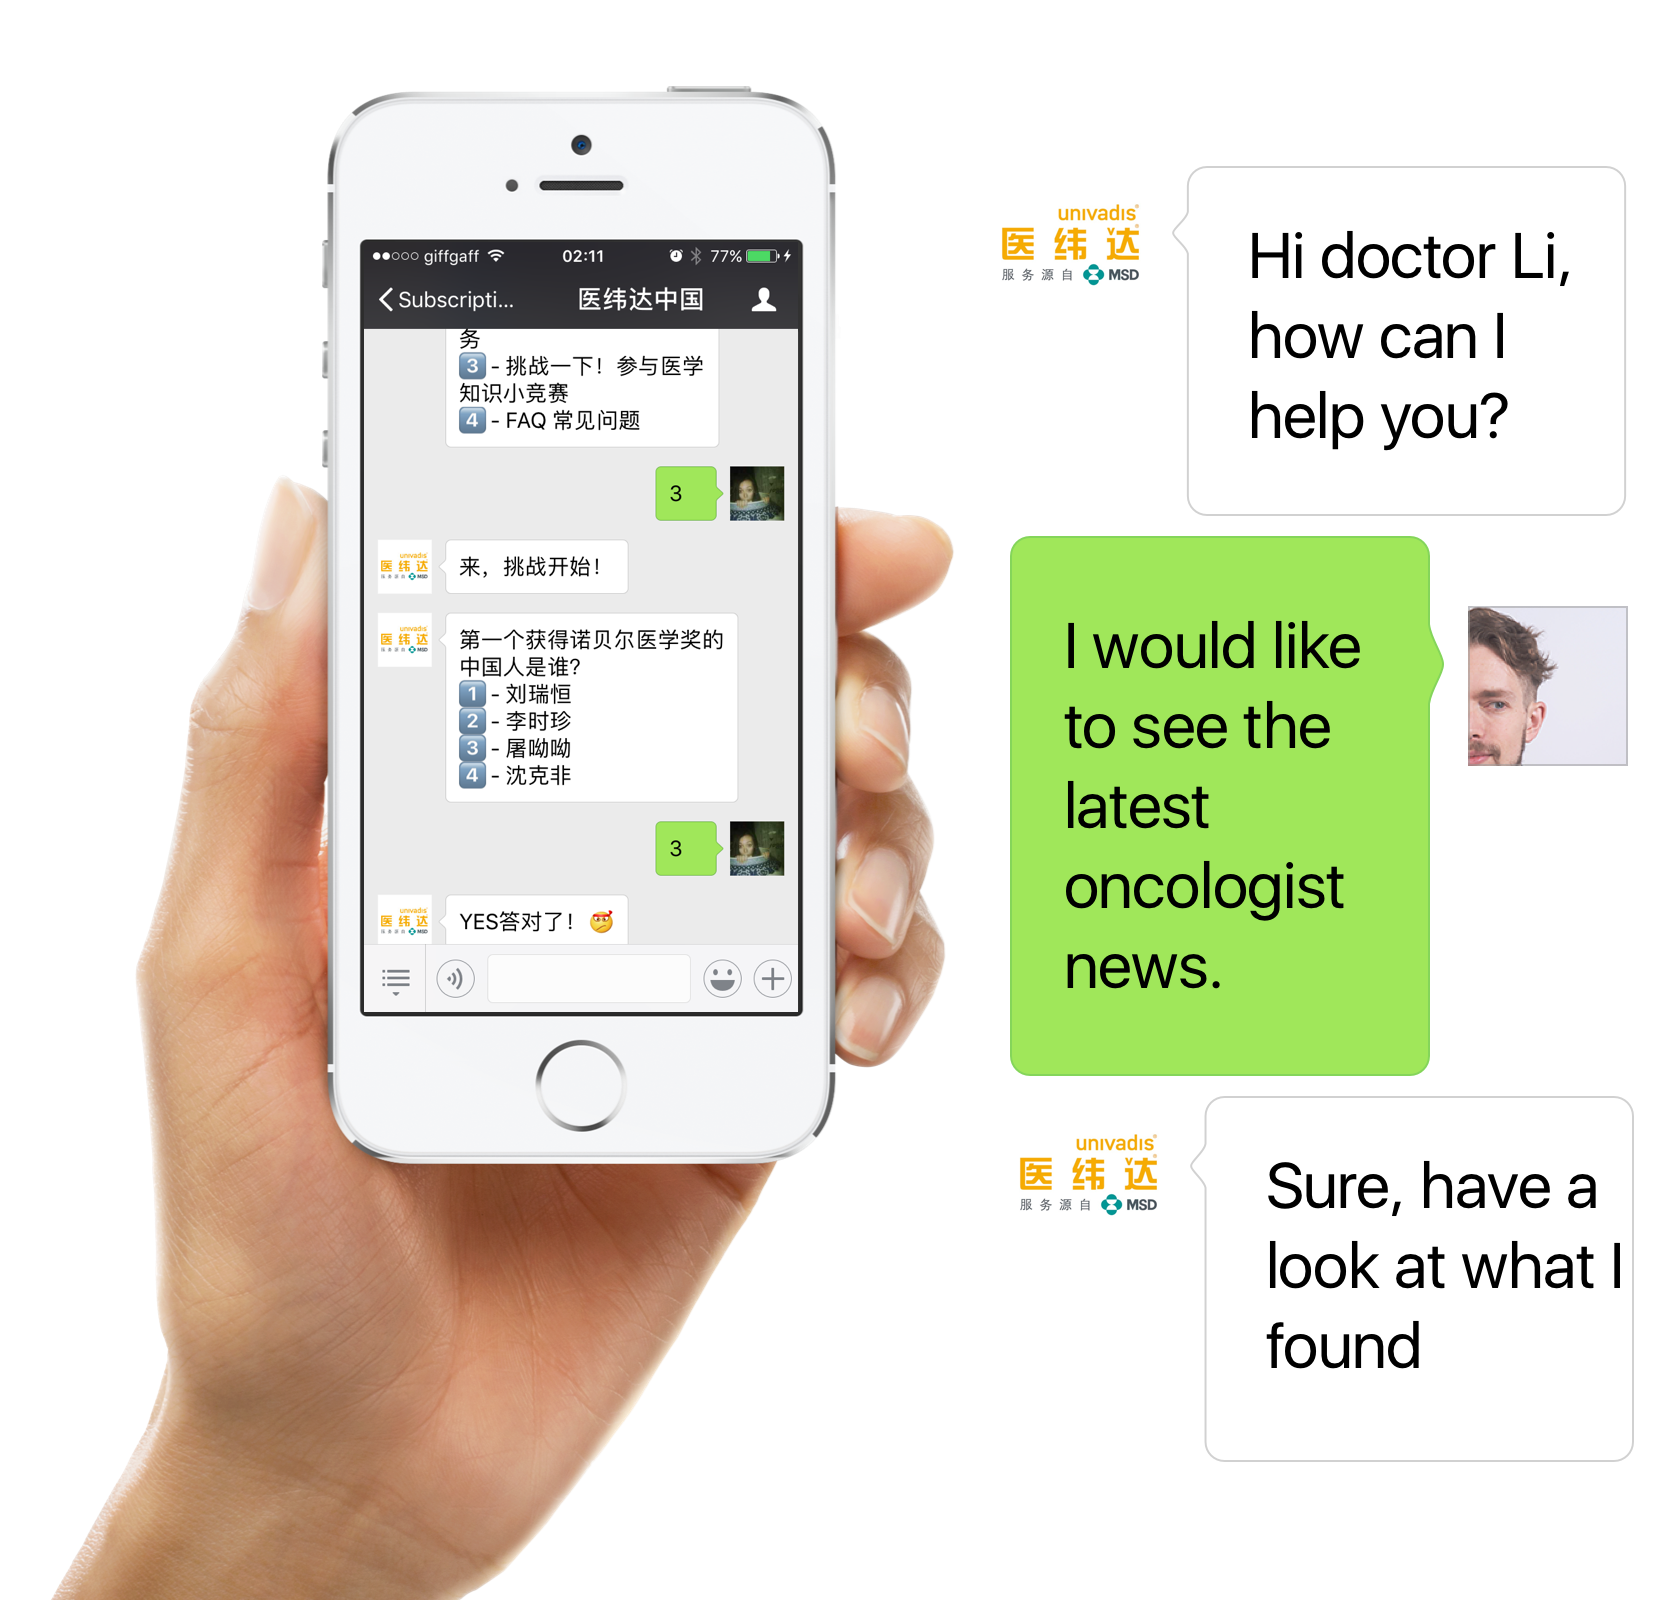 giffgaff
02:11
77%
Subscripti...
医纬达中国
务
3 - 挑战一下！参与医学
知识小竞赛
4 - FAQ 常见问题
3
univadis
医纬达
服务源自 MSD
来，挑战开始！
univadis
医纬达
服务源自 MSD
第一个获得诺贝尔医学奖的
中国人是谁？
1 - 刘瑞恒
2 - 李时珍
3 - 屠呦呦
4 - 沈克非
3
univadis
医纬达
服务源自 MSD
YES答对了！
univadis
医纬达
服务源自 MSD
Hi doctor Li,
how can I
help you?
I would like
to see the
latest
oncologist
news.
univadis
医纬达
服务源自 MSD
Sure, have a
look at what I
found